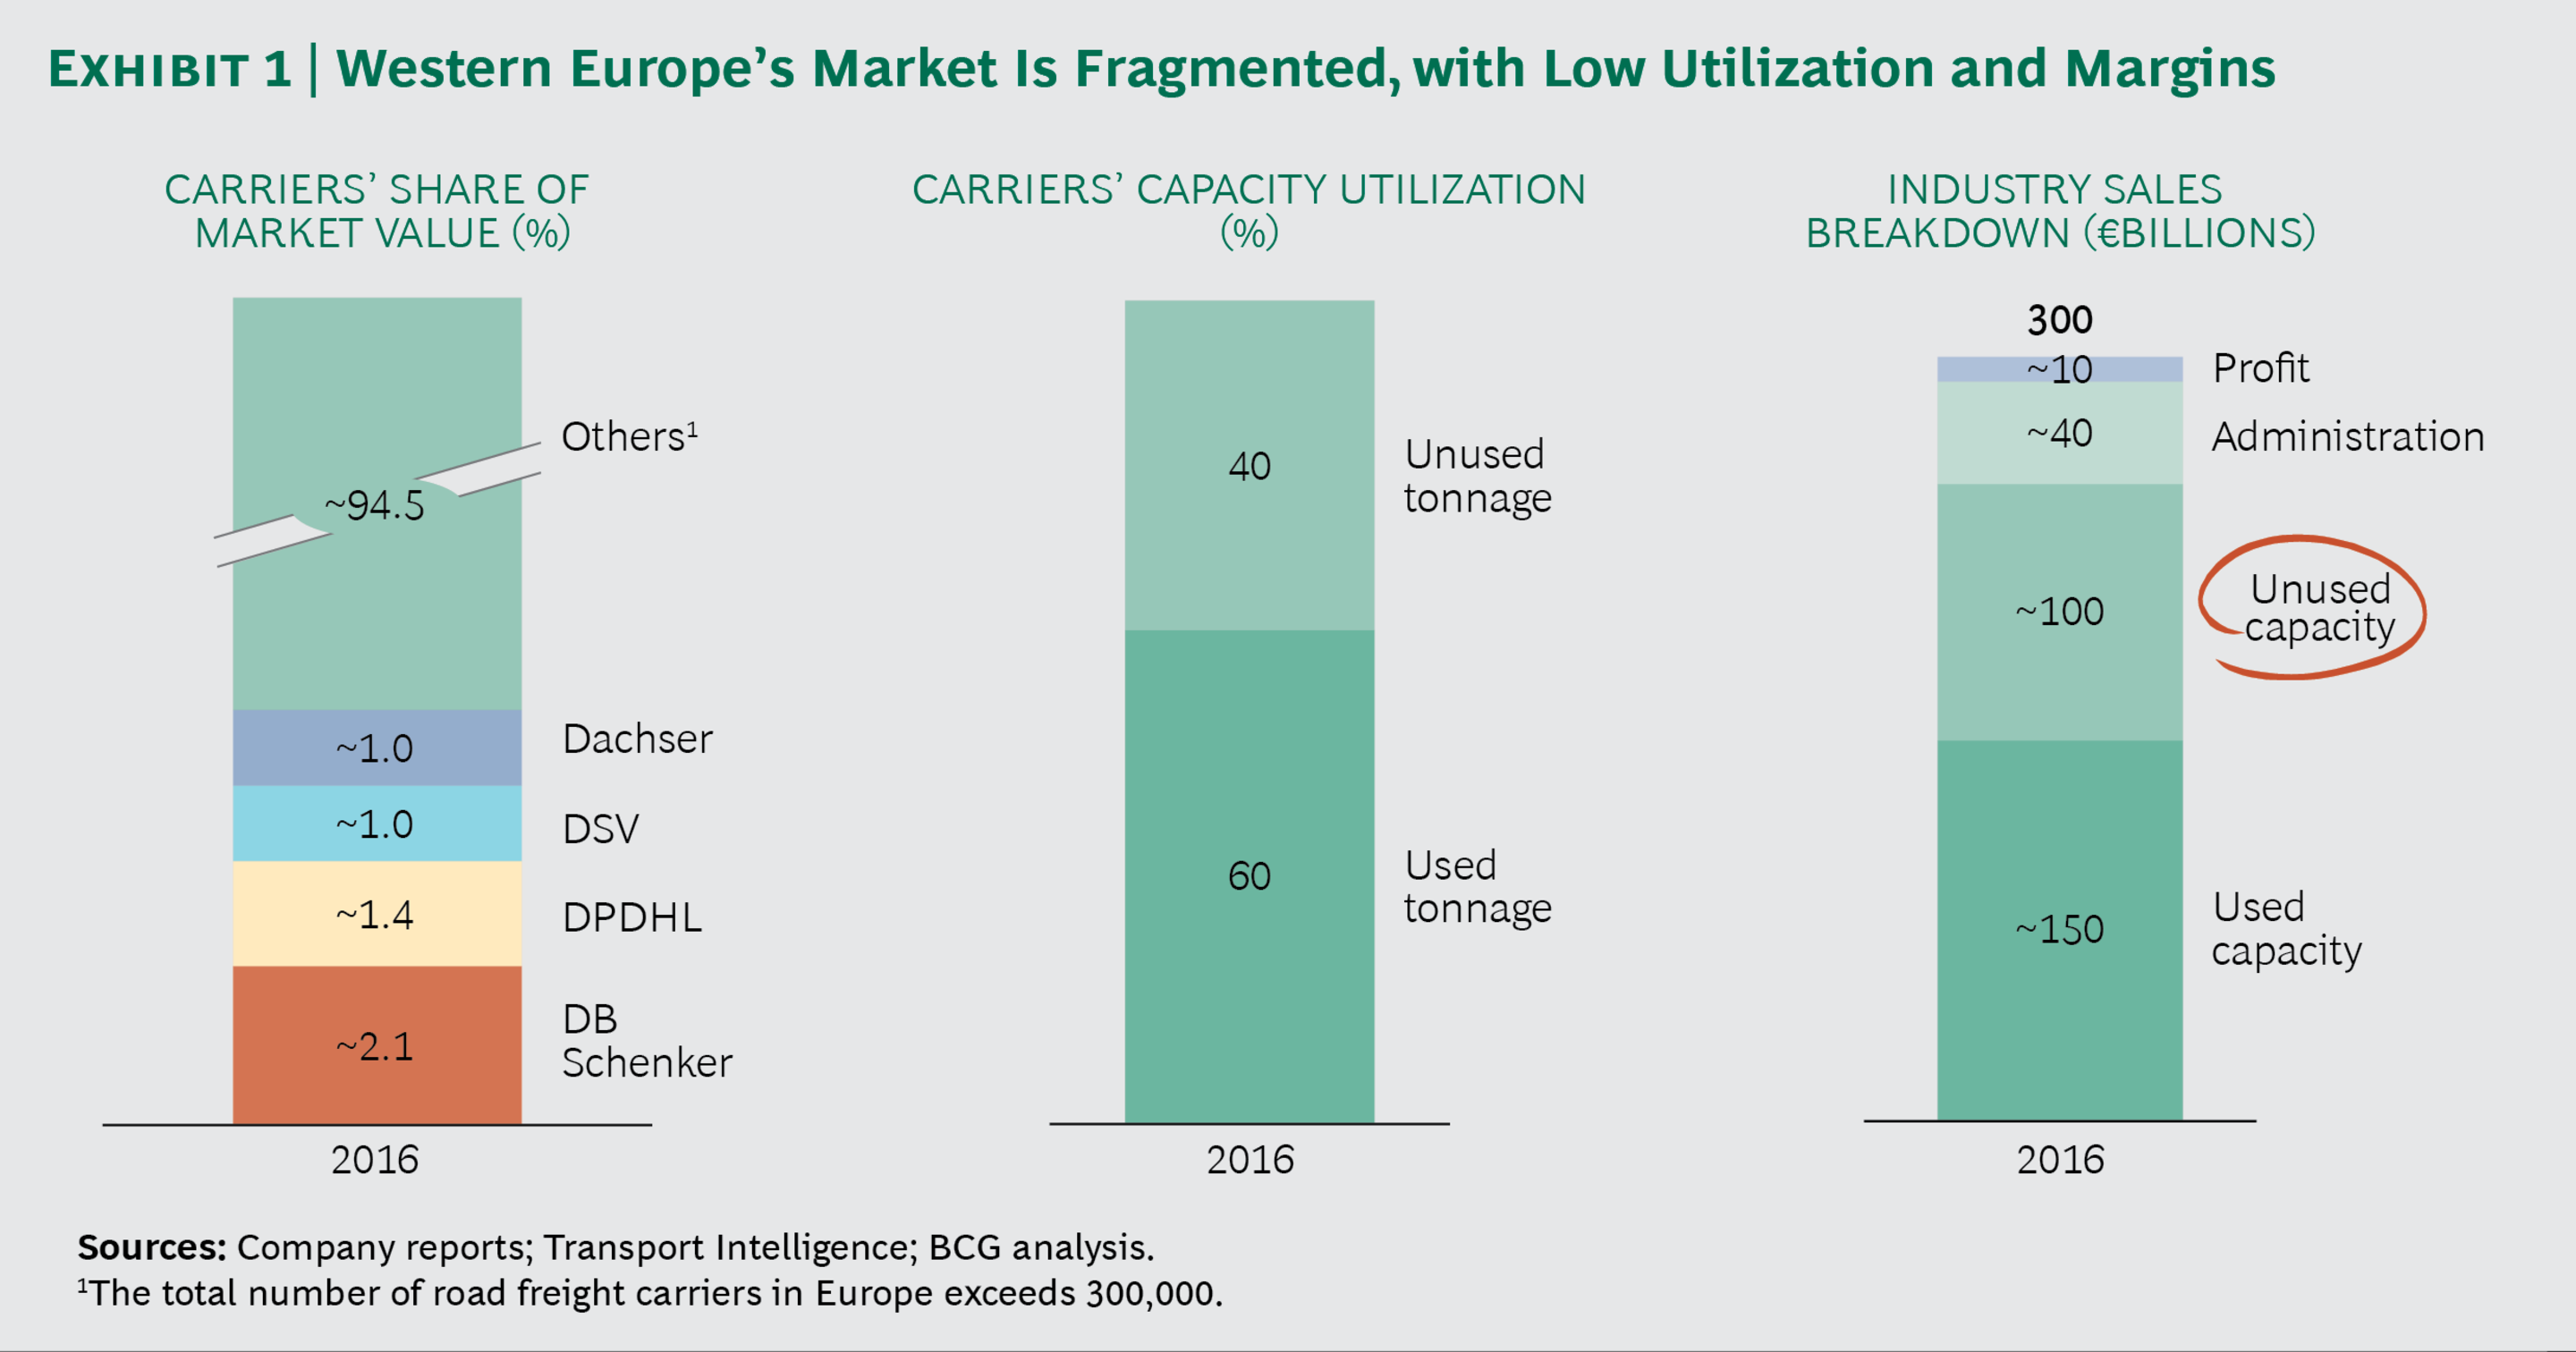 EXHIBIT 1 | Western Europe's Market Is Fragmented, with Low Utilization and Margins
CARRIERS' SHARE OF
MARKET VALUE (%)
~94.5
Others¹
~1.0
Dachser
~1.0
DSV
~1.4
DPDHL
~2.1
DB
Schenker
2016
CARRIERS' CAPACITY UTILIZATION
(%)
40
Unused
tonnage
60
Used
tonnage
2016
INDUSTRY SALES
BREAKDOWN (€BILLIONS)
300
~10
Profit
~40
Administration
~100
Unused
capacity
~150
Used
capacity
2016
Sources: Company reports; Transport Intelligence; BCG analysis.
¹The total number of road freight carriers in Europe exceeds 300,000.